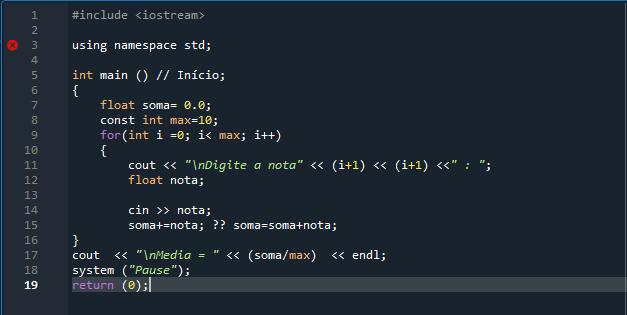 1 #include <iostream>
2
3 using namespace std;
4
5 int main () // Início;
6 {
7 float soma= 0.0;
8 const int max=10;
9 for(int i =0; i< max; i++)
10 {
11 cout << "\nDigite a nota" << (i+1) << (i+1) <<" : ";
12 float nota;
13
14 cin >> nota;
15 soma+=nota; ?? soma=soma+nota;
16 }
17 cout << "\nMedia = " << (soma/max) << endl;
18 system ("Pause");
19 return (0);